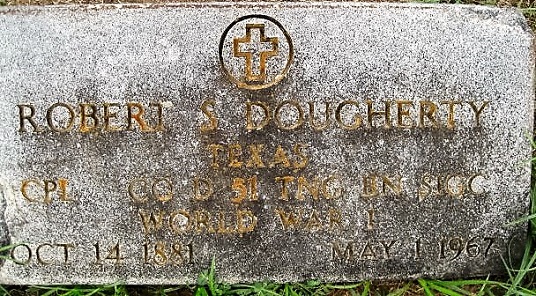 ROBERT S DOUGHERTY
TEXAS
CPL CO D 51 TNG BN SIGC
WORLD WAR I
OCT 14 1881 MAY 1 1967